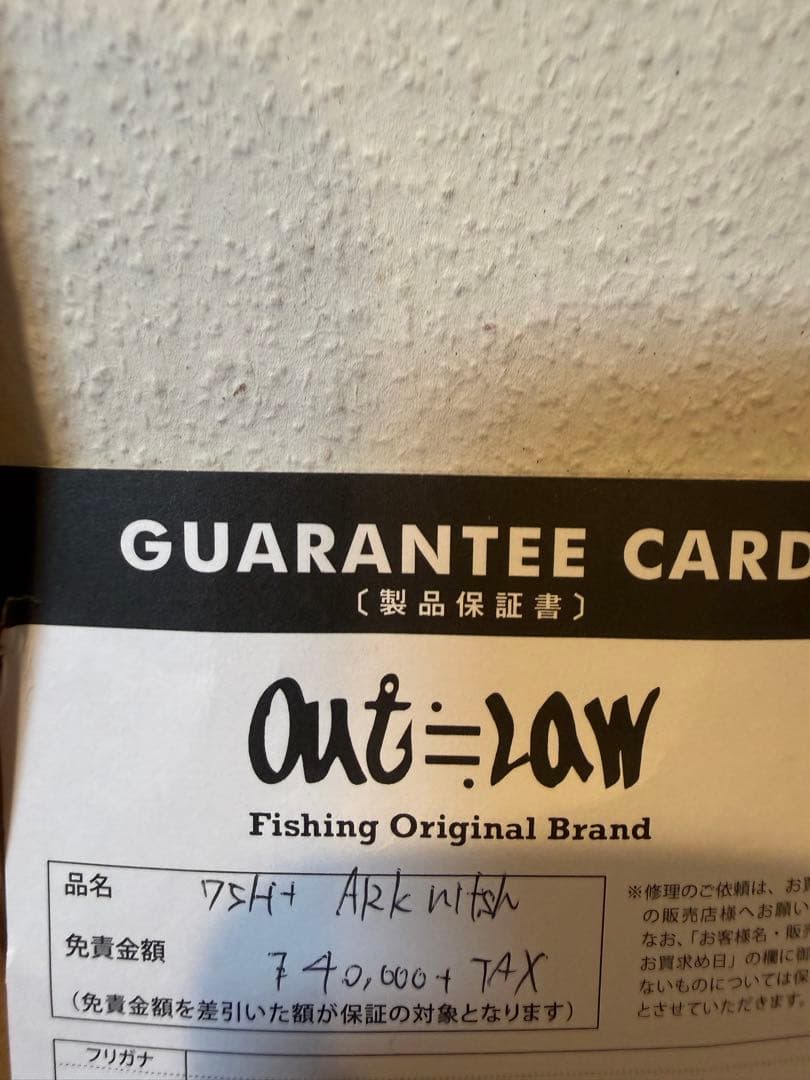 GUARANTEE CARD
〔製品保証書〕
Out≒Law
Fishing Original Brand
品名 75H+ ARK
免責金額 ¥40,000+TAX
(免責金額を差引いた額が保証の対象となります)
フリガナ
※修理のご依頼は、お買
の販売店様へお願い
なお、「お客様名・販売
お買求め日」の欄に御
ないものについては保
とさせていただきます。